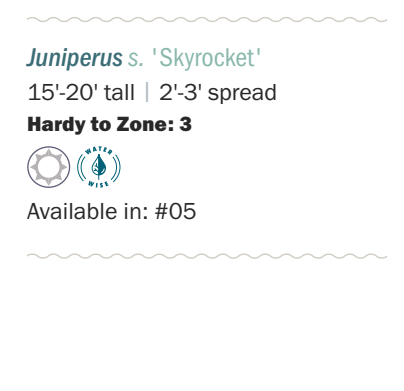 Juniperus s. 'Skyrocket'
15'-20' tall | 2'-3' spread
Hardy to Zone: 3
WATER
WISE
Available in: #05